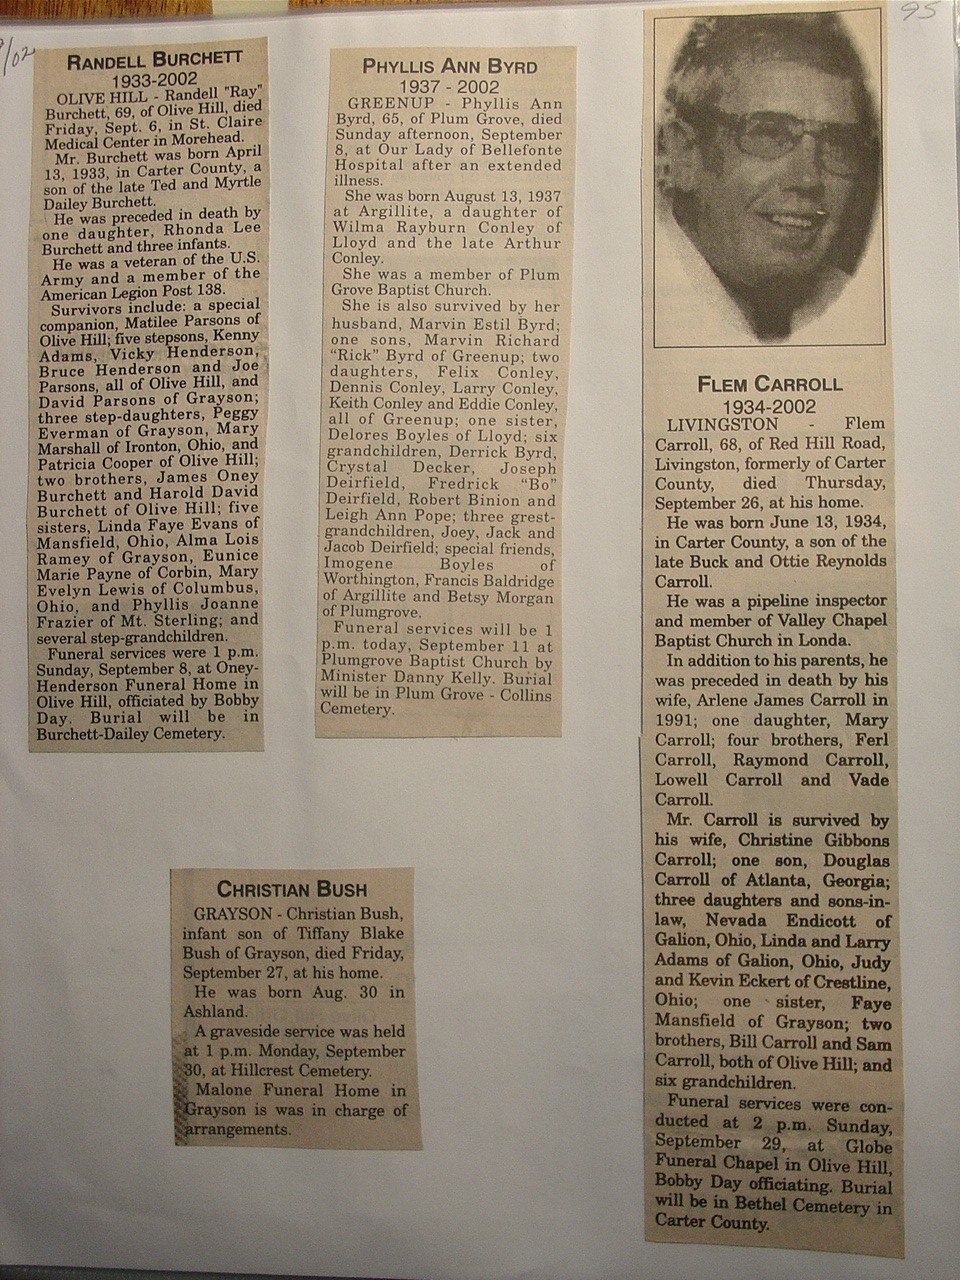 9/02
95
RANDELL BURCHETT
1933-2002
OLIVE HILL - Randell "Ray"
Burchett, 69, of Olive Hill, died
Friday, Sept. 6, in St. Claire
Medical Center in Morehead.
Mr. Burchett was born April
13, 1933, in Carter County, a
son of the late Ted and Myrtle
Dailey Burchett.
He was preceded in death by
one daughter, Rhonda Lee
Burchett and three infants.
He was a veteran of the U.S.
Army and a member of the
American Legion Post 138.
Survivors include: a special
companion, Matilee Parsons of
Olive Hill; five stepsons, Kenny
Adams, Vicky Henderson,
Bruce Henderson and Joe
Parsons, all of Olive Hill, and
David Parsons of Grayson;
three step-daughters, Peggy
Everman of Grayson, Mary
Marshall of Ironton, Ohio, and
Patricia Cooper of Olive Hill;
two brothers, James Oney
Burchett and Harold David
Burchett of Olive Hill; five
sisters, Linda Faye Evans of
Mansfield, Ohio, Alma Lois
Ramey of Grayson, Eunice
Marie Payne of Corbin, Mary
Evelyn Lewis of Columbus,
Ohio, and Phyllis Joanne
Frazier of Mt. Sterling; and
several step-grandchildren.
Funeral services were 1 p.m.
Sunday, September 8, at Oney-
Henderson Funeral Home in
Olive Hill, officiated by Bobby
Day. Burial will be in
Burchett-Dailey Cemetery.
PHYLLIS ANN BYRD
1937 - 2002
GREENUP - Phyllis Ann
Byrd, 65, of Plum Grove, died
Sunday afternoon, September
8, at Our Lady of Bellefonte
Hospital after an extended
illness.
She was born August 13, 1937
at Argillite, a daughter of
Wilma Rayburn Conley of
Lloyd and the late Arthur
Conley.
She was a member of Plum
Grove Baptist Church.
She is also survived by her
husband, Marvin Estil Byrd;
one sons, Marvin Richard
"Rick" Byrd of Greenup; two
daughters, Felix Conley,
Dennis Conley, Larry Conley,
Keith Conley and Eddie Conley,
all of Greenup; one sister,
Delores Boyles of Lloyd; six
grandchildren, Derrick Byrd,
Crystal Decker, Joseph
Deirfield, Fredrick "Bo"
Deirfield, Robert Binion and
Leigh Ann Pope; three grest-
grandchildren, Joey, Jack and
Jacob Deirfield; special friends,
Imogene Boyles of
Worthington, Francis Baldridge
of Argillite and Betsy Morgan
of Plumgrove.
Funeral services will be 1
p.m. today, September 11 at
Plumgrove Baptist Church by
Minister Danny Kelly. Burial
will be in Plum Grove - Collins
Cemetery.
CHRISTIAN BUSH
GRAYSON - Christian Bush,
infant son of Tiffany Blake
Bush of Grayson, died Friday,
September 27, at his home.
He was born Aug. 30 in
Ashland.
A graveside service was held
at 1 p.m. Monday, September
30, at Hillcrest Cemetery.
Malone Funeral Home in
Grayson is was in charge of
arrangements.
FLEM CARROLL
1934-2002
LIVINGSTON - Flem
Carroll, 68, of Red Hill Road,
Livingston, formerly of Carter
County, died Thursday,
September 26, at his home.
He was born June 13, 1934,
in Carter County, a son of the
late Buck and Ottie Reynolds
Carroll.
He was a pipeline inspector
and member of Valley Chapel
Baptist Church in Londa.
In addition to his parents, he
was preceded in death by his
wife, Arlene James Carroll in
1991; one daughter, Mary
Carroll; four brothers, Ferl
Carroll, Raymond Carroll,
Lowell Carroll and Vade
Carroll.
Mr. Carroll is survived by
his wife, Christine Gibbons
Carroll; one son, Douglas
Carroll of Atlanta, Georgia;
three daughters and sons-in-
law, Nevada Endicott of
Galion, Ohio, Linda and Larry
Adams of Galion, Ohio, Judy
and Kevin Eckert of Crestline,
Ohio; one sister, Faye
Mansfield of Grayson; two
brothers, Bill Carroll and Sam
Carroll, both of Olive Hill; and
six grandchildren.
Funeral services were con-
ducted at 2 p.m. Sunday,
September 29, at Globe
Funeral Chapel in Olive Hill,
Bobby Day officiating. Burial
will be in Bethel Cemetery in
Carter County.